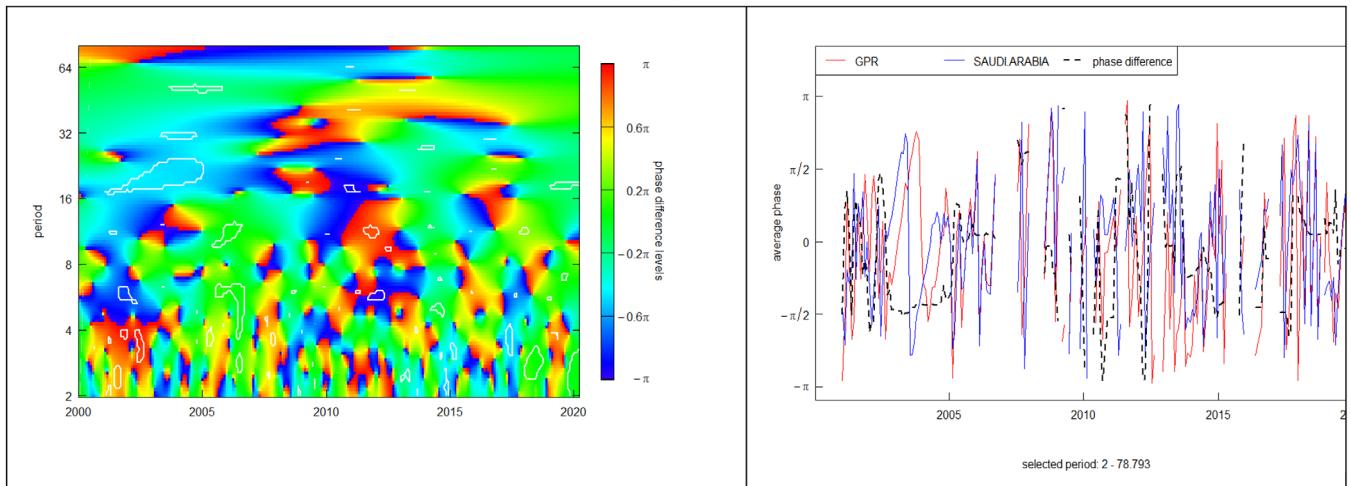 64
32
16
8
4
2
period
2000
2005
2010
2015
2020
π
0.6π
0.2π
−0.2π
−0.6π
−π
phase difference levels
GPR
SAUDI.ARABIA
phase difference
π
π/2
0
−π/2
−π
average phase
2005
2010
2015
2
selected period: 2 - 78.793